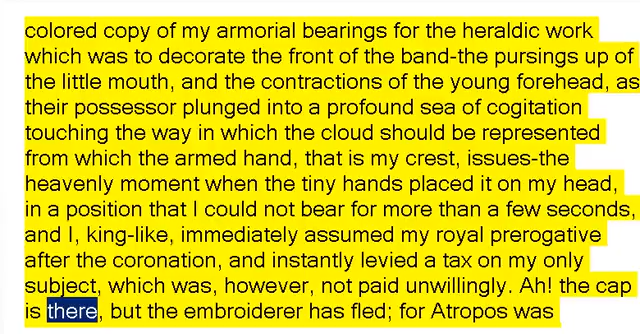 colored copy of my armorial bearings for the heraldic work
which was to decorate the front of the band-the pursings up of
the little mouth, and the contractions of the young forehead, as
their possessor plunged into a profound sea of cogitation
touching the way in which the cloud should be represented
from which the armed hand, that is my crest, issues-the
heavenly moment when the tiny hands placed it on my head,
in a position that I could not bear for more than a few seconds,
and I, king-like, immediately assumed my royal prerogative
after the coronation, and instantly levied a tax on my only
subject, which was, however, not paid unwillingly. Ah! the cap
is there, but the embroiderer has fled; for Atropos was